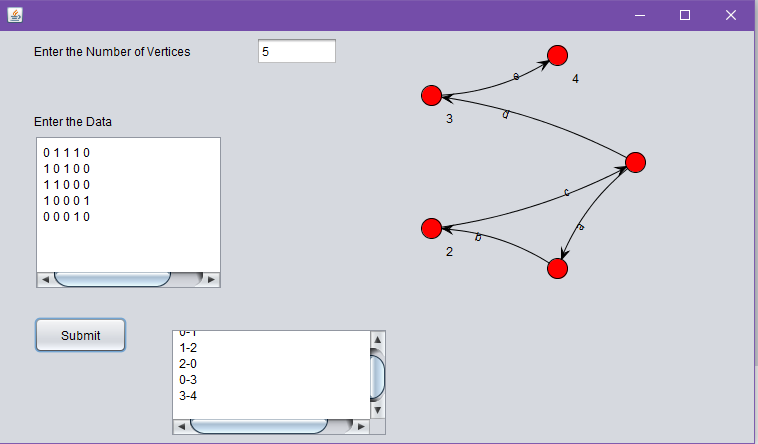 Enter the Number of Vertices
5
Enter the Data
0 1 1 1 0
1 0 1 0 0
1 1 0 0 0
1 0 0 0 1
0 0 0 1 0
Submit
0-1
1-2
2-0
0-3
3-4
4
e
3
d
c
2
b
a